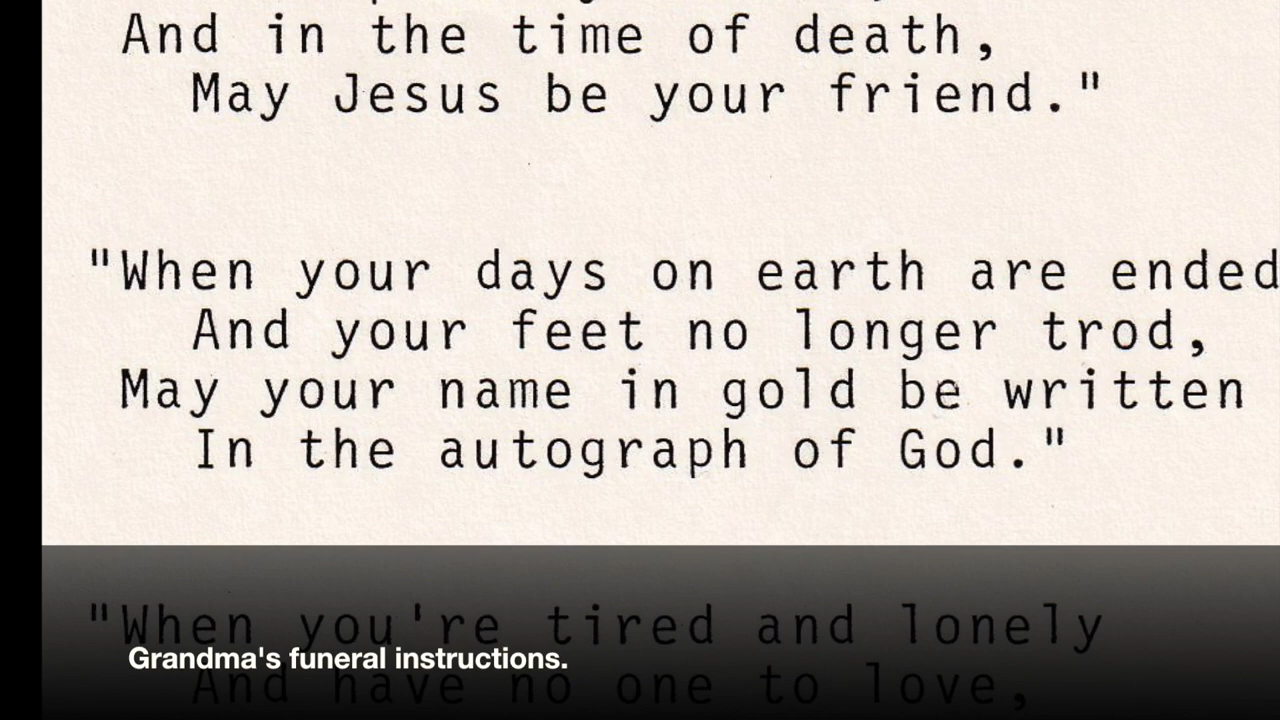 And in the time of death,
May Jesus be your friend."
"When your days on earth are ended
And your feet no longer trod,
May your name in gold be written
In the autograph of God."
"When you're tired and lonely
Grandma's funeral instructions.
And have no one to love,